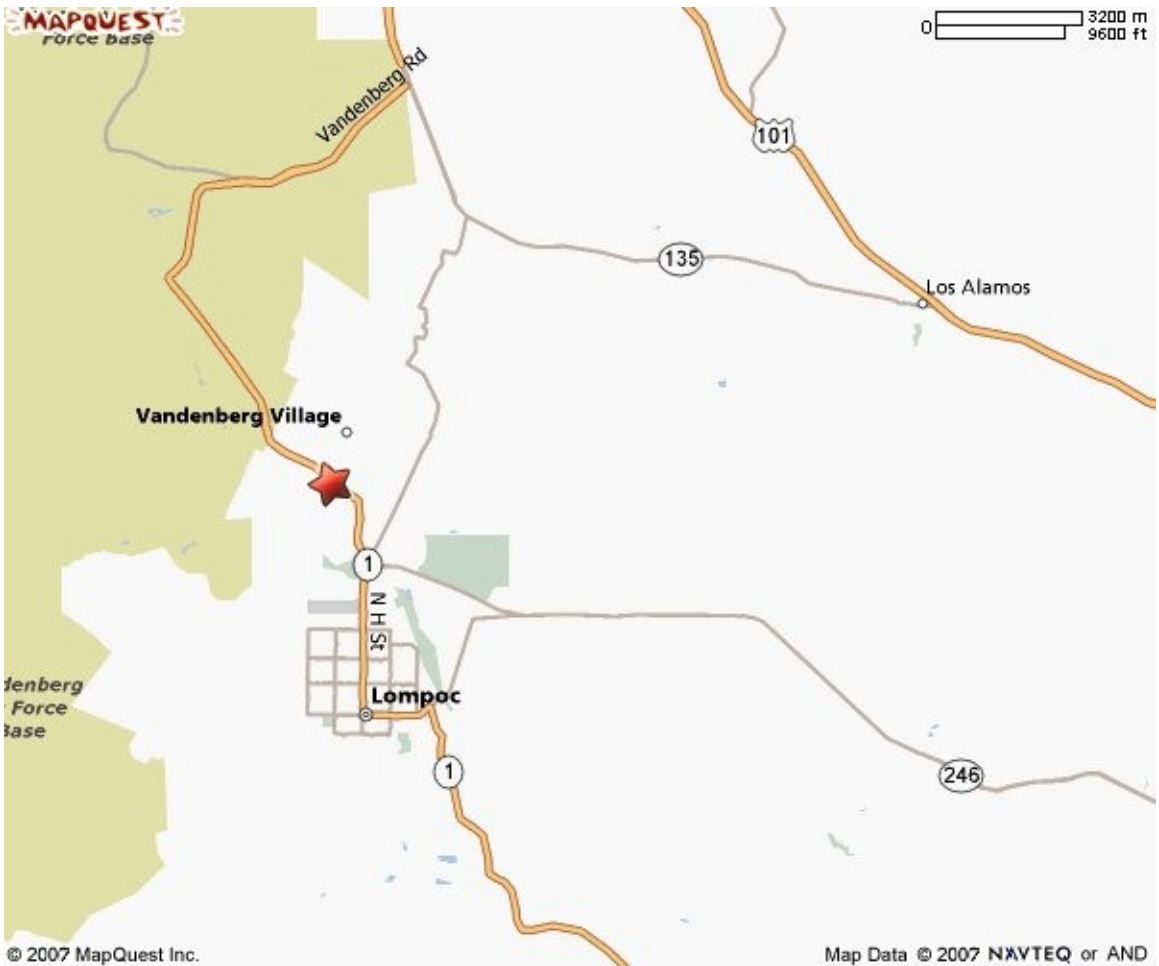 MAPQUEST
Force Base
3200 m
0
9600 ft
Vandenberg Rd
101
135
Los Alamos
Vandenberg Village
1
N H St
Lompoc
denberg
Force
Base
1
246
© 2007 MapQuest Inc.
Map Data © 2007 NAVTEQ or AND